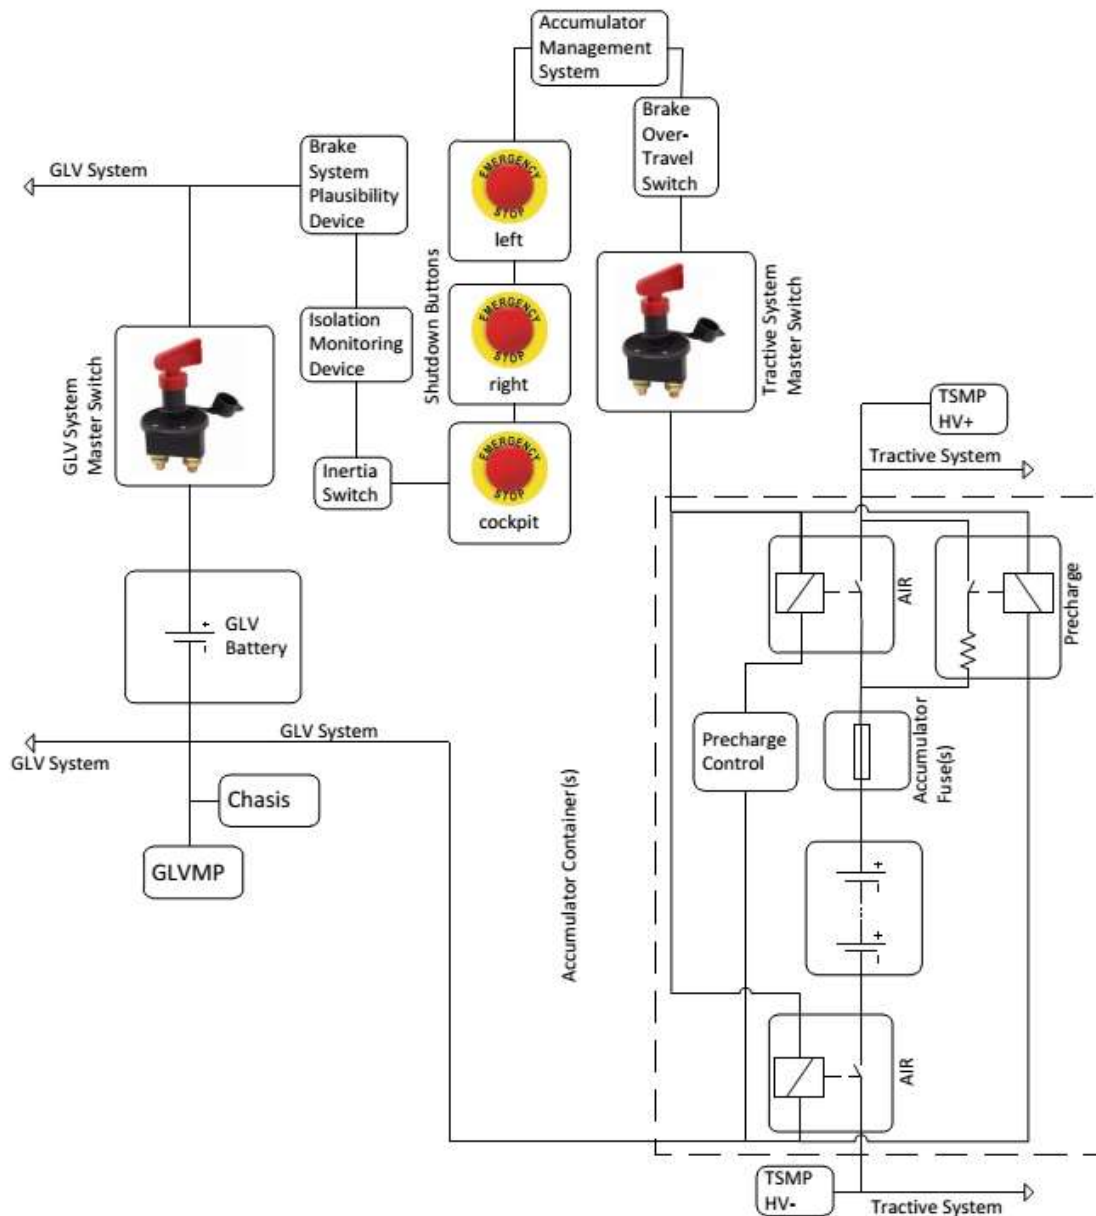 Accumulator
Management
System
Brake
Over-
Travel
Switch
GLV System
Brake
System
Plausibility
Device
EMERGENCY
STOP
left
Shutdown Buttons
EMERGENCY
STOP
right
EMERGENCY
STOP
cockpit
Isolation
Monitoring
Device
Inertia
Switch
GLV System
Master Switch
Tractive System
Master Switch
TSMP
HV+
Tractive System
AIR
Precharge
+
-
GLV
Battery
GLV System
GLV System
Chasis
GLVMP
Precharge
Control
Accumulator
Fuse(s)
Accumulator Container(s)
+
-
+
-
AIR
TSMP
HV-
Tractive System